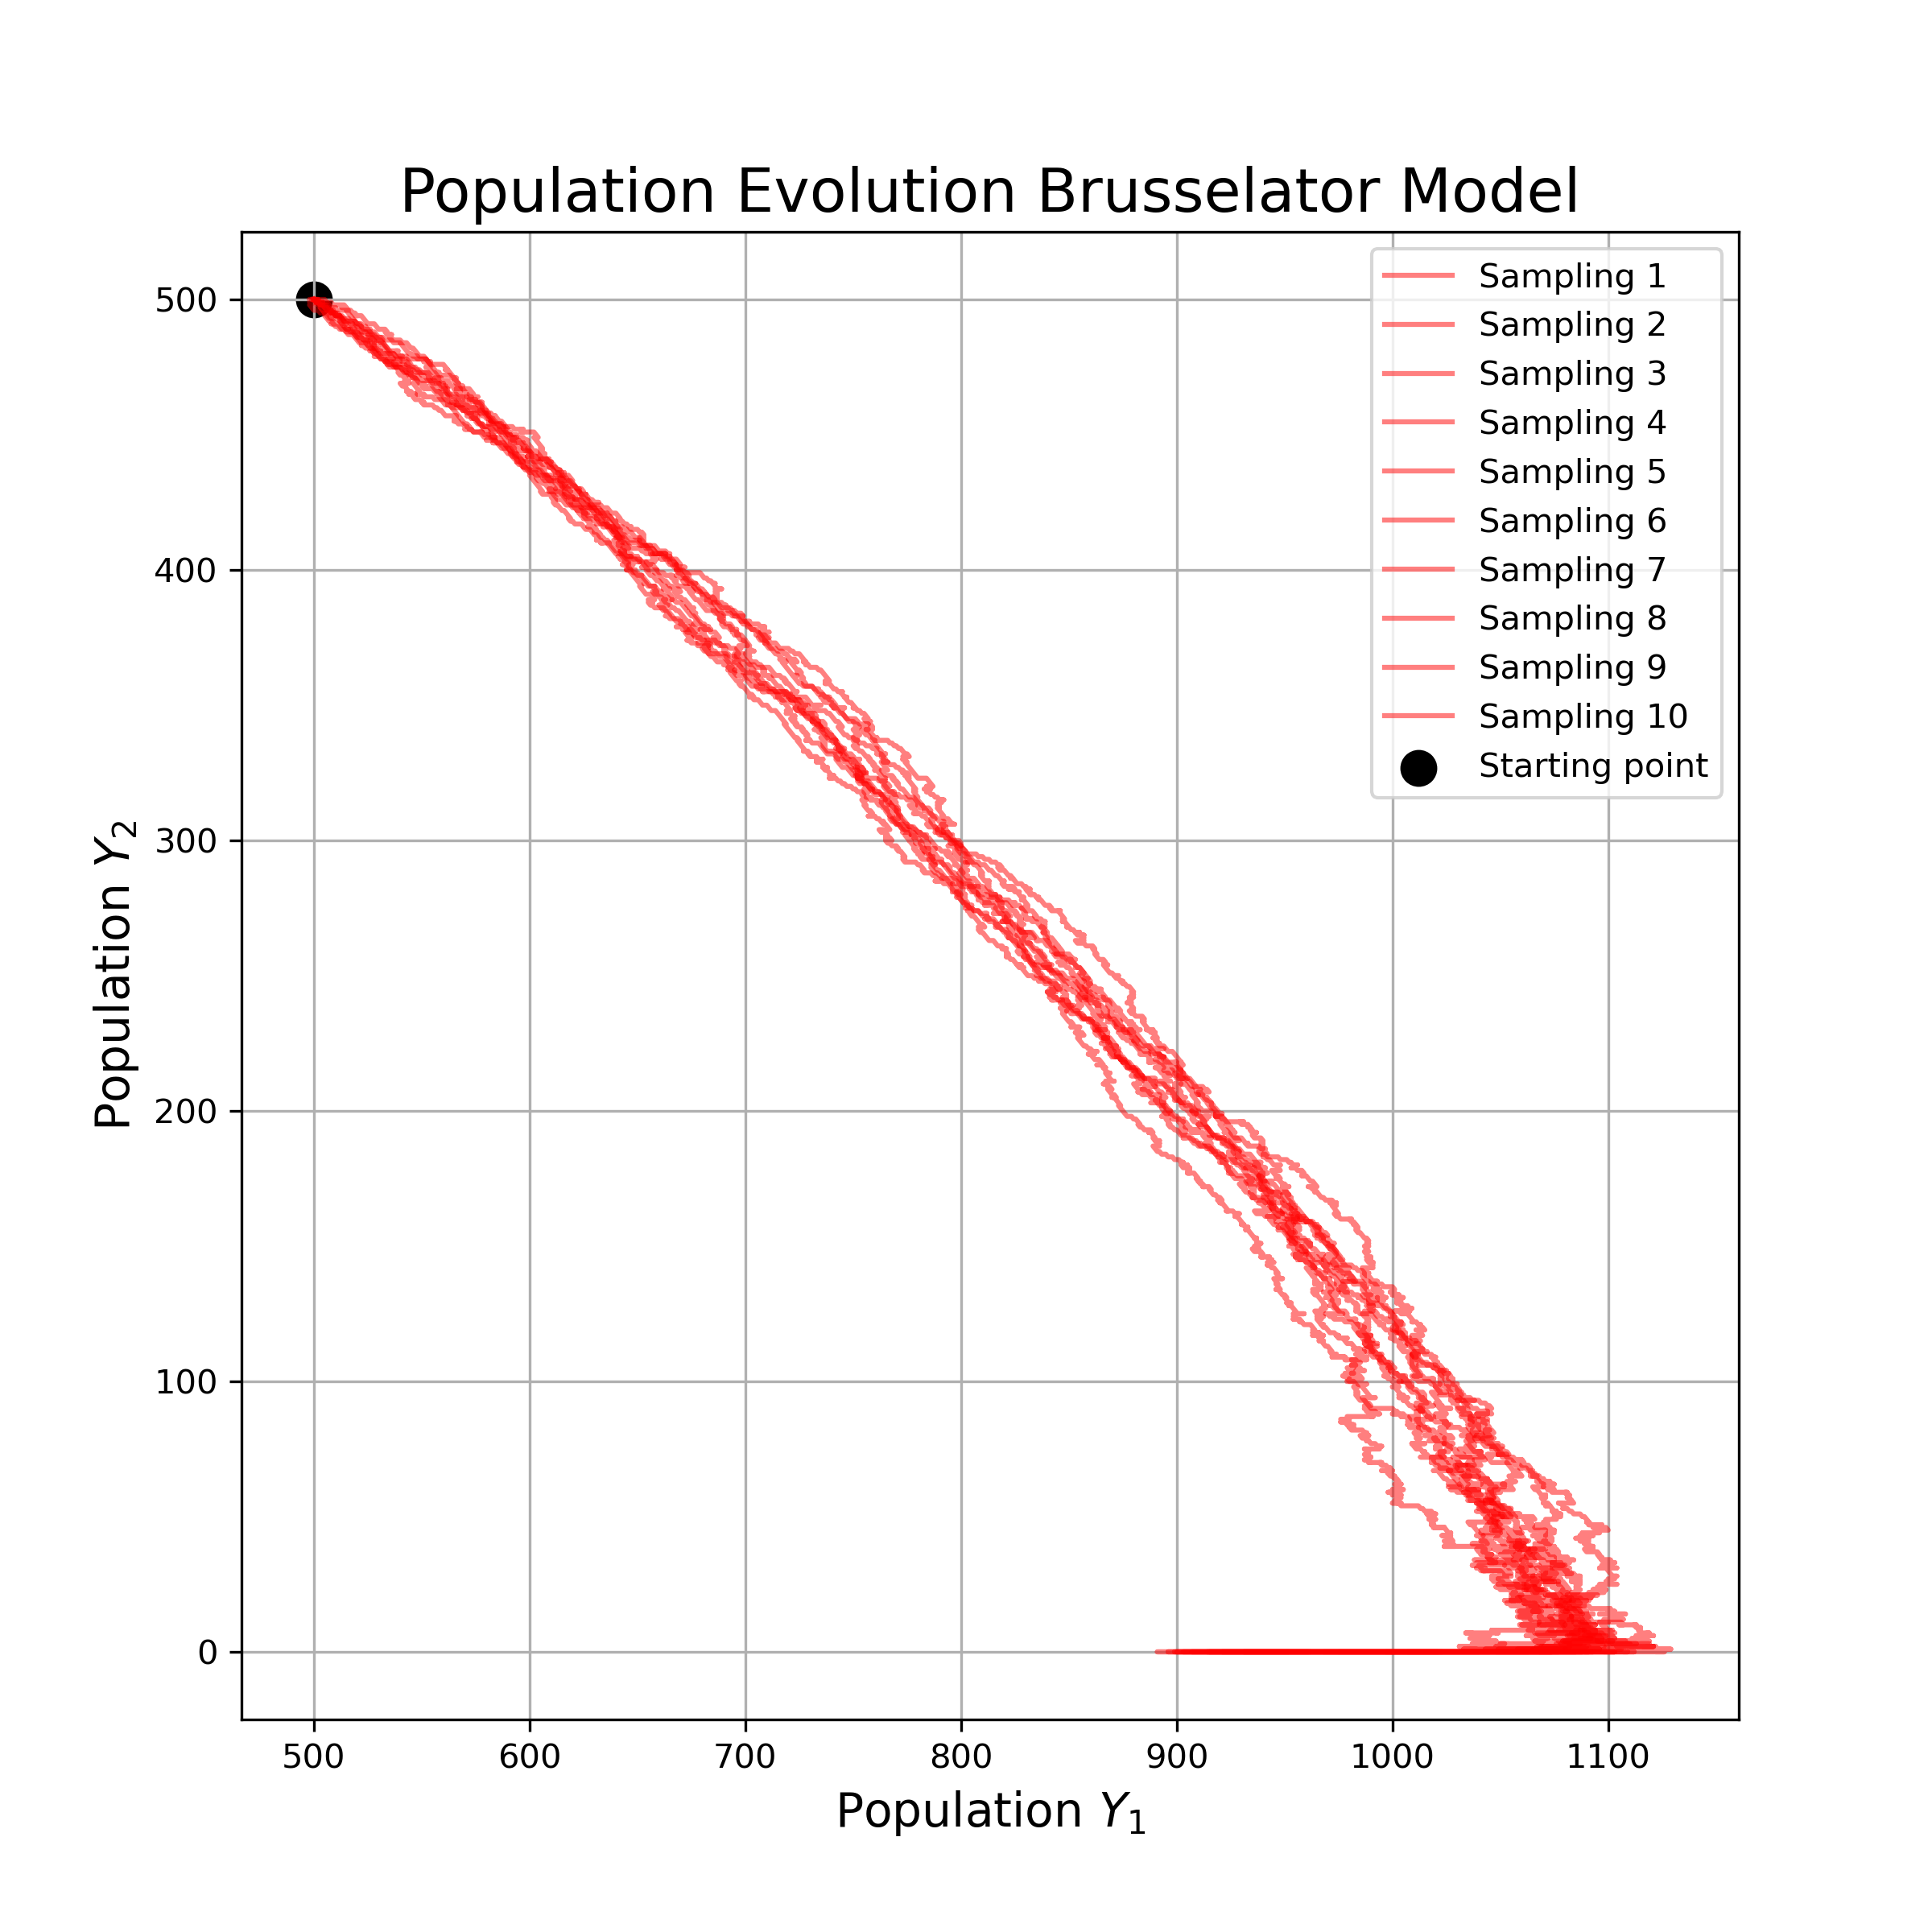 Population Evolution Brusselator Model
Sampling 1
Sampling 2
Sampling 3
Sampling 4
Sampling 5
Sampling 6
Sampling 7
Sampling 8
Sampling 9
Sampling 10
Starting point
500
400
300
200
100
0
Population Y₂
500 600 700 800 900 1000 1100
Population Y₁